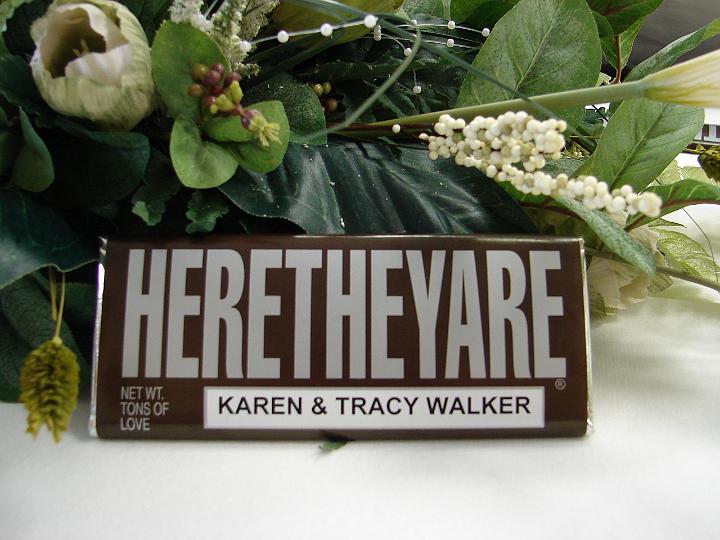 HERETHEYARE®
NET WT.
TONS OF
LOVE
KAREN & TRACY WALKER